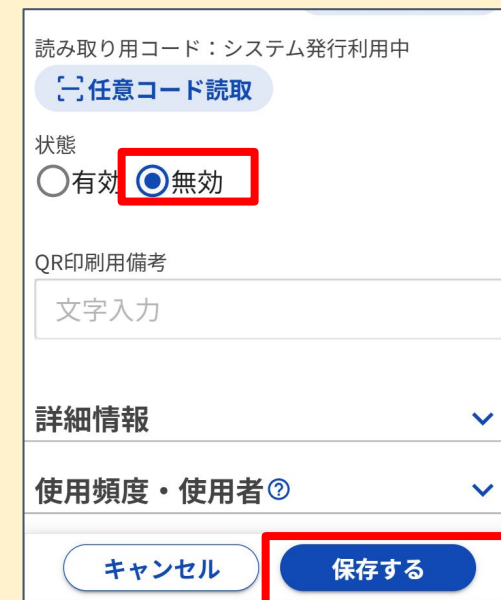 読み取り用コード：システム発行利用中
任意コード読取
状態
有効 無効
QR印刷用備考
文字入力
詳細情報
使用頻度・使用者
キャンセル 保存する